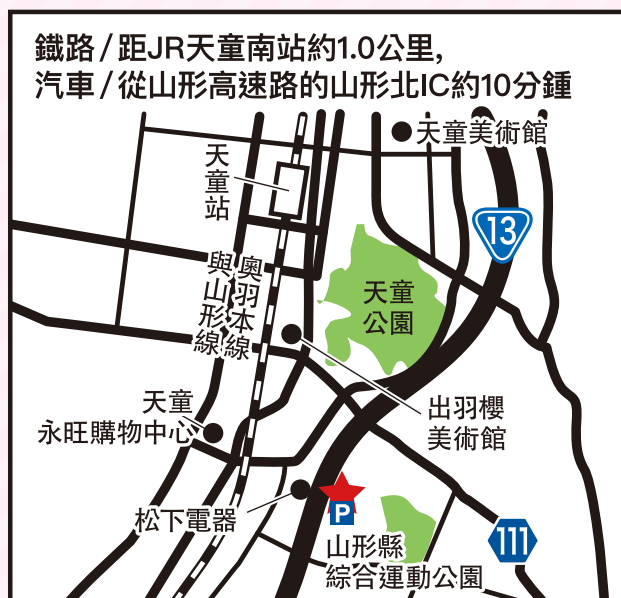 鐵路 / 距JR天童南站約1.0公里,
汽車 / 從山形高速路的山形北IC約10分鍾
天童美術館
天童站
13
奧羽本線
與山形線
天童
公園
天童
永旺購物中心
出羽櫻
美術館
松下電器
P
山形縣
綜合運動公園
111